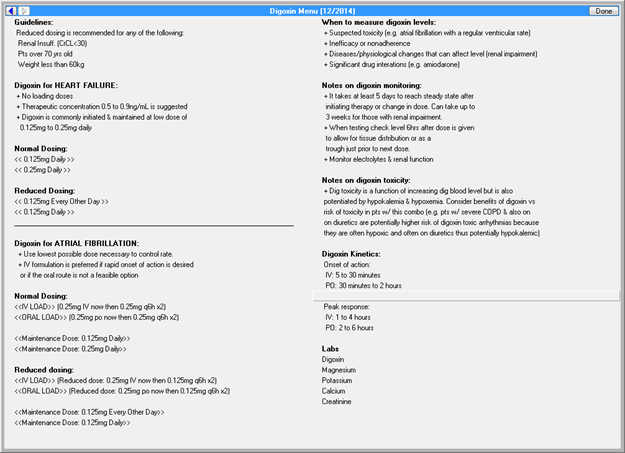 Digoxin Menu [12/2014]
Done
Guidelines:
Reduced dosing is recommended for any of the following:
Renal Insuff. (CrCL<30)
Pts over 70 yrs old
Weight less than 60kg
Digoxin for HEART FAILURE:
+ No loading doses
+ Therapeutic concentration 0.5 to 0.9ng/mL is suggested
+ Digoxin is commonly initiated & maintained at low dose of
0.125mg to 0.25mg daily
Normal Dosing:
<< 0.125mg Daily >>
<< 0.25mg Daily >>
Reduced Dosing:
<< 0.125mg Every Other Day >>
<< 0.125mg Daily >>
Digoxin for ATRIAL FIBRILLATION:
+ Use lowest possible dose necessary to control rate.
+ IV formulation is preferred if rapid onset of action is desired
or if the oral route is not a feasible option
Normal Dosing:
<<IV LOAD>> (0.25mg IV now then 0.25mg q6h x2)
<<ORAL LOAD>> (0.25mg po now then 0.25mg q6h x2)
<<Maintenance Dose: 0.125mg Daily>>
<<Maintenance Dose: 0.25mg Daily>>
Reduced dosing:
<<IV LOAD>> (Reduced dose: 0.25mg IV now then 0.125mg q6h x2)
<<ORAL LOAD>> (Reduced dose: 0.25mg po now then 0.125mg q6h x2)
<<Maintenance Dose: 0.125mg Every Other Day>>
<<Maintenance Dose: 0.125mg Daily>>
When to measure digoxin levels:
+ Suspected toxicity (e.g. atrial fibrillation with a regular ventricular rate)
+ Inefficacy or nonadherence
+ Diseases/physiological changes that can affect level (renal impairment)
+ Significant drug interations (e.g. amiodarone)
Notes on digoxin monitoring:
+ It takes at least 5 days to reach steady state after
initiating therapy or change in dose. Can take up to
3 weeks for those with renal impairment.
+ When testing check level 6hrs after dose is given
to allow for tissue distribution or as a
trough just prior to next dose.
+ Monitor electrolytes & renal function
Notes on digoxin toxicity:
+ Dig toxicity is a function of increasing dig blood level but is also
potentiated by hypokalemia & hypoxemia. Consider benefits of digoxin vs
risk of toxicity in pts w/ this combo (e.g. pts w/ severe COPD & also on
on diuretics are potentially higher risk of digoxin toxic arrhythmias because
they are often hypoxic and often on diuretics thus potentially hypokalemic)
Digoxin Kinetics:
Onset of action:
IV: 5 to 30 minutes
PO: 30 minutes to 2 hours
Peak response:
IV: 1 to 4 hours
PO: 2 to 6 hours
Labs
Digoxin
Magnesium
Potassium
Calcium
Creatinine